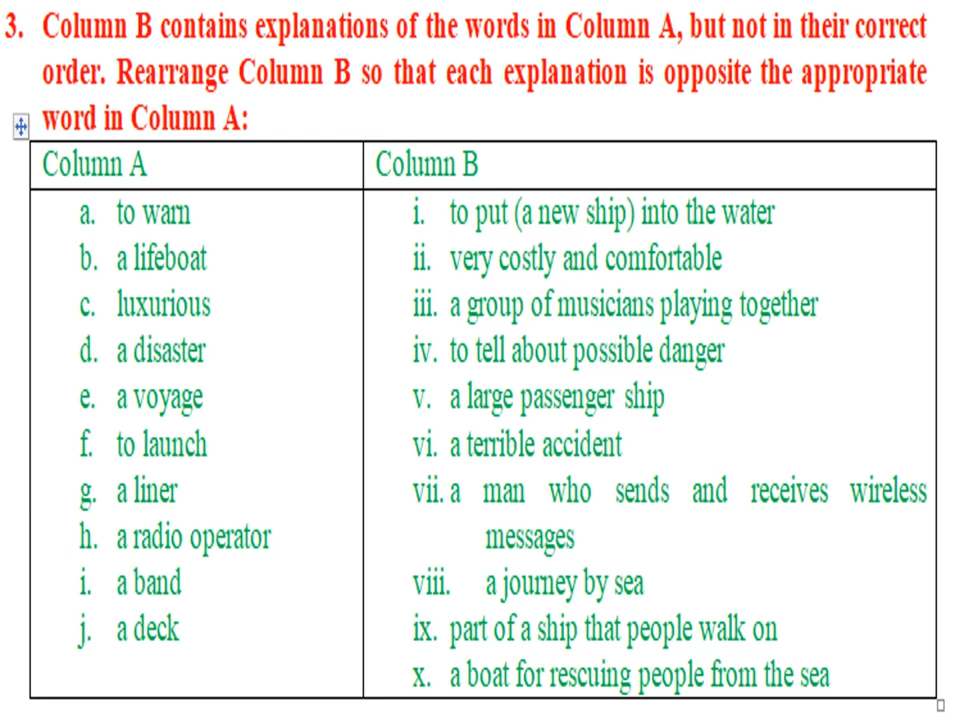 3. Column B contains explanations of the words in Column A, but not in their correct
order. Rearrange Column B so that each explanation is opposite the appropriate
word in Column A:
Column A
Column B
a. to warn
b. a lifeboat
c. luxurious
d. a disaster
e. a voyage
f. to launch
g. a liner
h. a radio operator
i. a band
j. a deck
i. to put (a new ship) into the water
ii. very costly and comfortable
iii. a group of musicians playing together
iv. to tell about possible danger
v. a large passenger ship
vi. a terrible accident
vii. a man who sends and receives wireless
messages
viii. a journey by sea
ix. part of a ship that people walk on
x. a boat for rescuing people from the sea